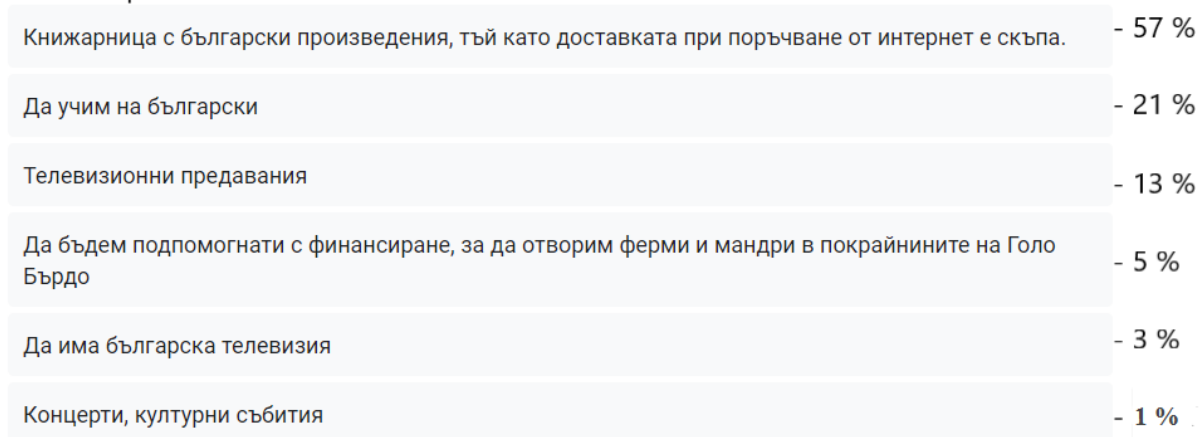 Книжарница с български произведения, тъй като доставката при поръчване от интернет е скъпа. - 57 %
Да учим на български - 21 %
Телевизионни предавания - 13 %
Да бъдем подпомогнати с финансиране, за да отворим ферми и мандри в покрайнините на Голо
Бърдо - 5 %
Да има българска телевизия - 3 %
Концерти, културни събития - 1 %